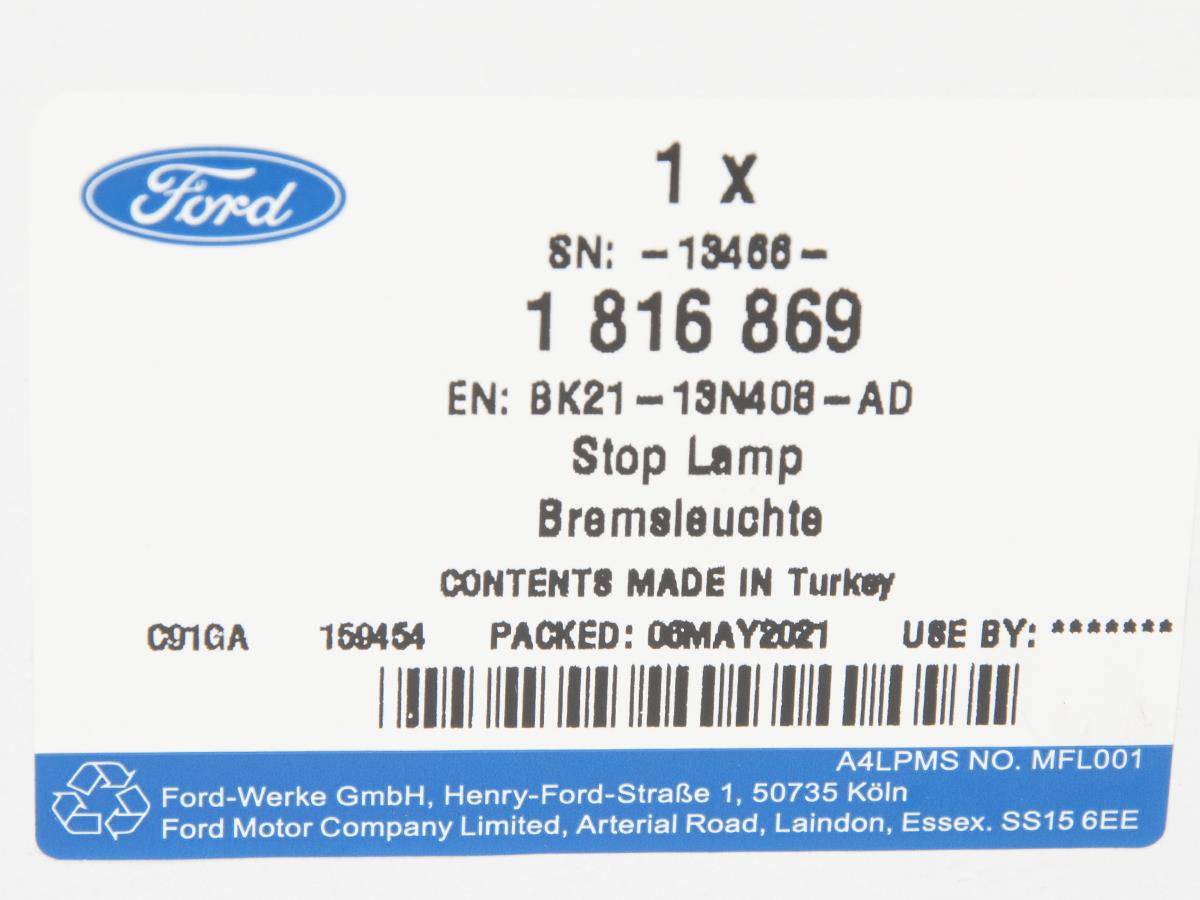 Ford
1 x
SN: -13466-
1 816 869
EN: BK21-13N408-AD
Stop Lamp
Bremsleuchte
CONTENTS MADE IN Turkey
C91GA 159454 PACKED: 06MAY2021 USE BY: *******
A4LPMS NO. MFL001
Ford-Werke GmbH, Henry-Ford-Straße 1, 50735 Köln
Ford Motor Company Limited, Arterial Road, Laindon, Essex. SS15 6EE